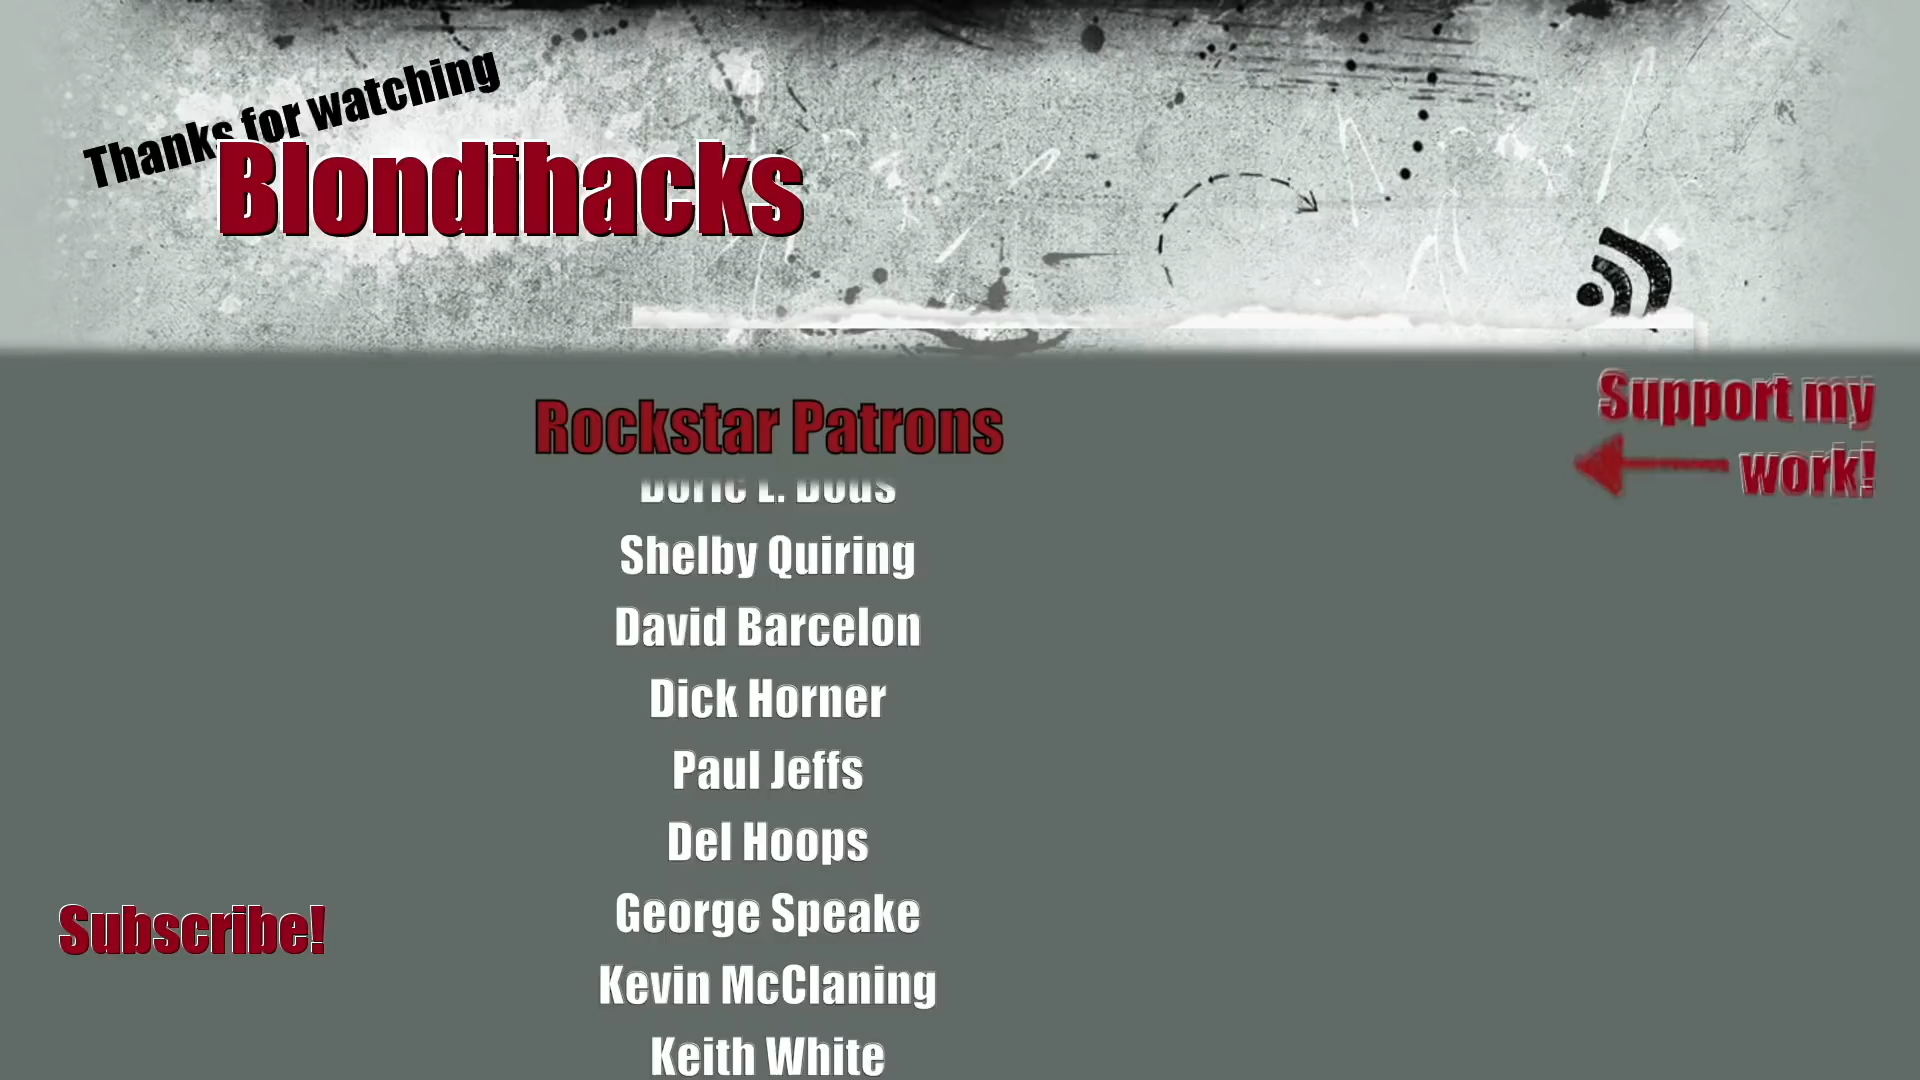 Thanks for watching
Blondihacks
Rockstar Patrons
Support my
work!
Shelby Quiring
David Barcelon
Dick Horner
Paul Jeffs
Del Hoops
George Speake
Kevin McClaning
Keith White
Subscribe!